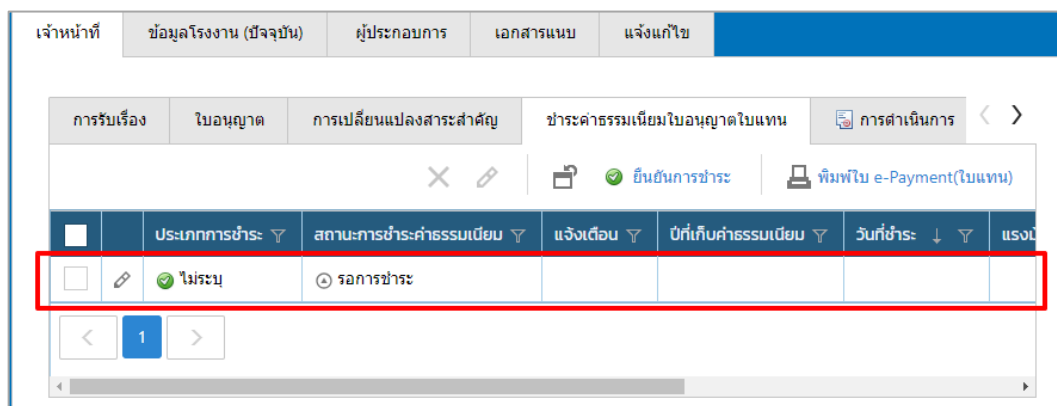 เจ้าหน้าที่ ข้อมูลโรงงาน (ปัจจุบัน) ผู้ประกอบการ เอกสารแนบ แจ้งแก้ไข
การรับเรื่อง ใบอนุญาต การเปลี่ยนแปลงสาระสำคัญ ชำระค่าธรรมเนียมใบอนุญาตใบแทน การดำเนินการ
ยืนยันการชำระ พิมพ์ใบ e-Payment(ใบแทน)
ประเภทการชำระ สถานะการชำระค่าธรรมเนียม แจ้งเตือน ปีที่เก็บค่าธรรมเนียม วันที่ชำระ
ไม่ระบุ รอการชำระ
1